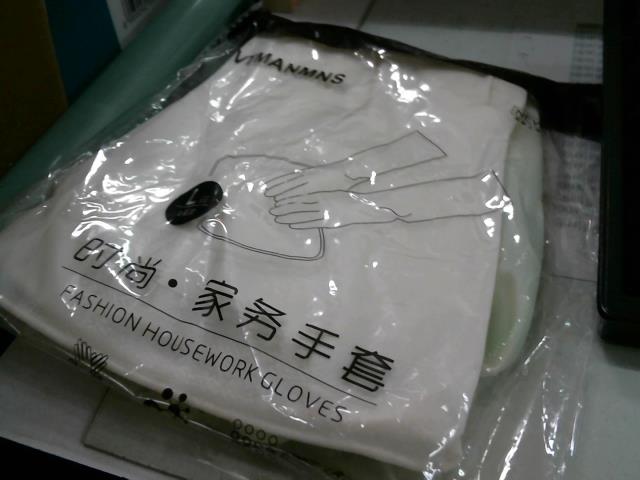 MANMNS
L
时尚·家务手套
FASHION HOUSEWORK GLOVES